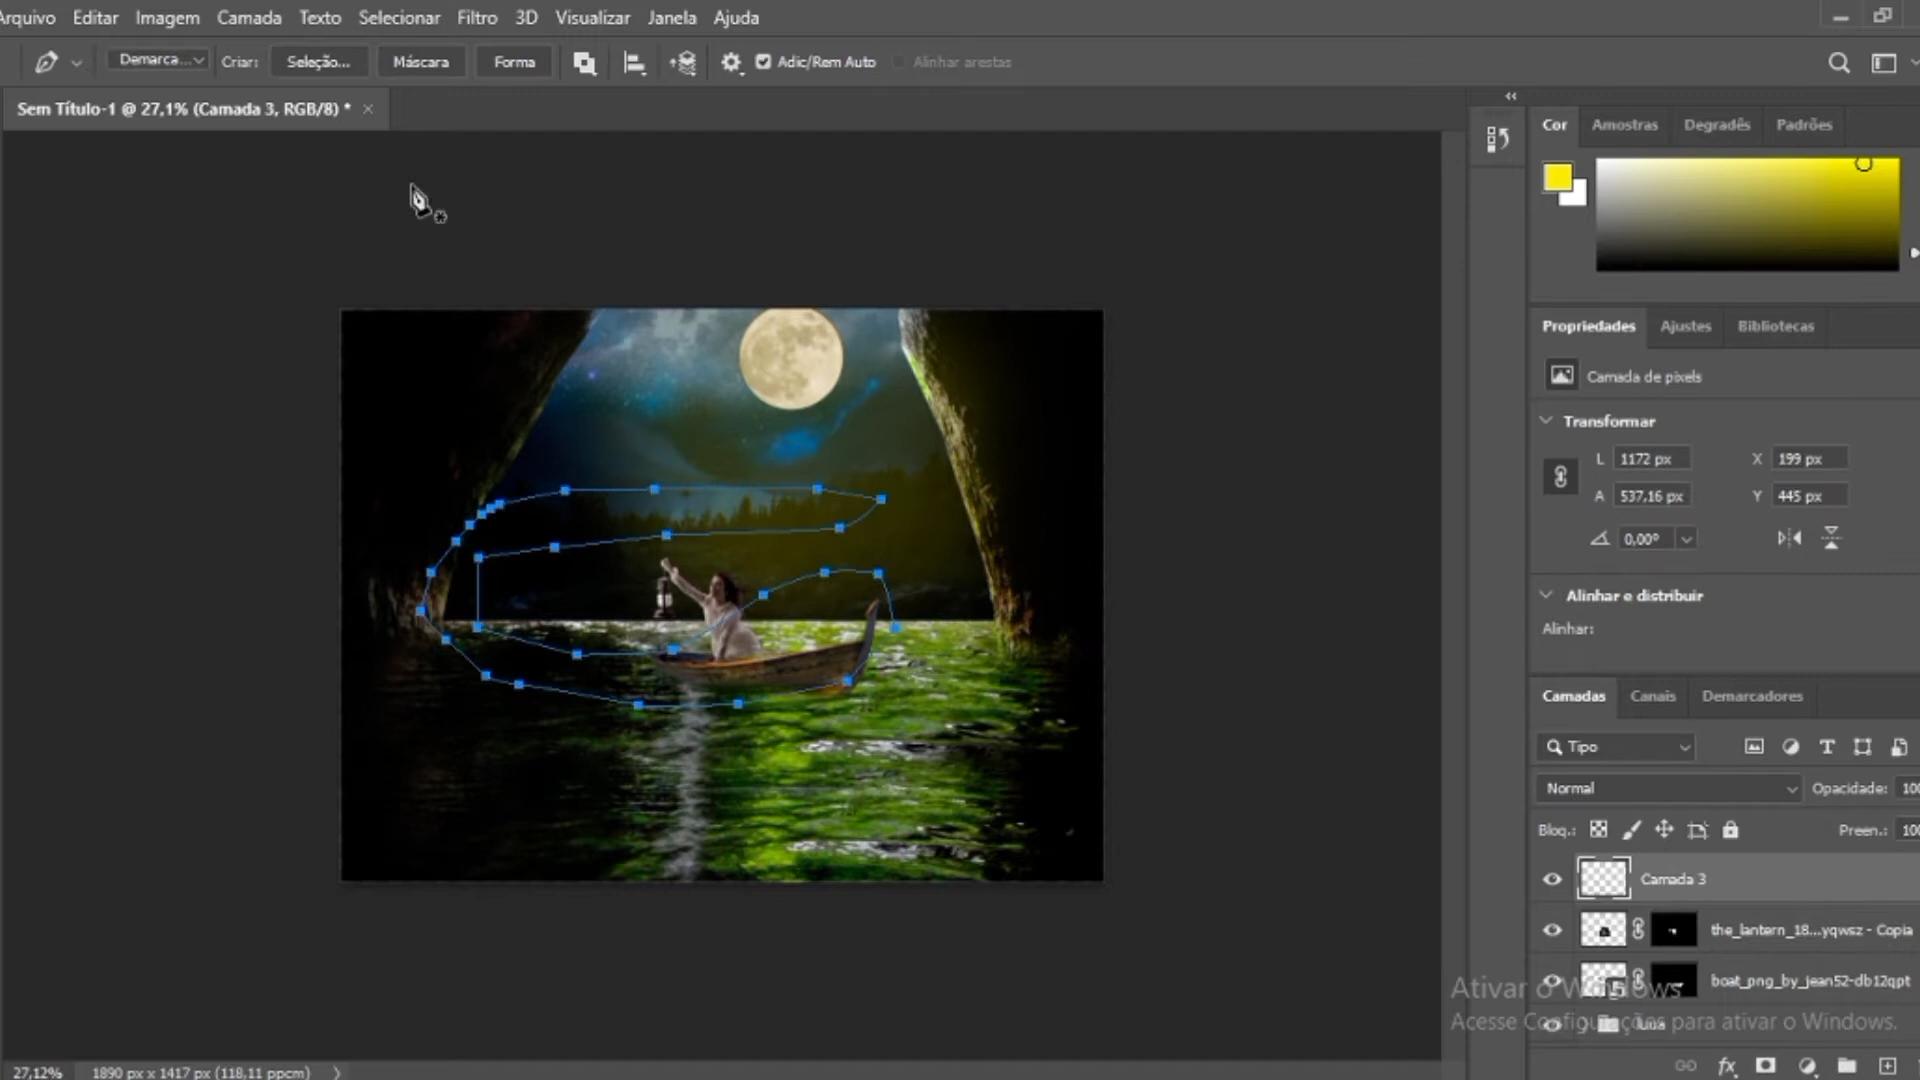 Arquivo Editar Imagem Camada Texto Selecionar Filtro 3D Visualizar Janela Ajuda
Demarca... Criar: Seleção... Máscara Forma Adic/Rem Auto Alinhar arestas
Sem Título-1 @ 27,1% (Camada 3, RGB/8) * ×
Cor Amostras Degradês Padrões
Propriedades Ajustes Bibliotecas
Camada de pixels
Transformar
L 1172 px X 199 px
A 537,16 px Y 445 px
0,00°
Alinhar e distribuir
Alinhar:
Camadas Canais Demarcadores
Tipo
Normal Opacidade: 100
Bloq.: Preen.: 100
Camada 3
the_lantern_18...yqwsz - Copia
boat_png_by_jean52-db12qpt
Ativar o Windows
Acesse Configurações para ativar o Windows.
27,12% 1890 px x 1417 px (118,11 ppcm)